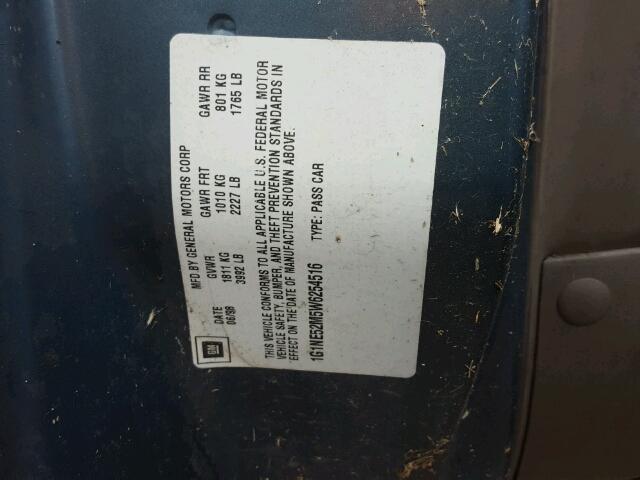 MFD BY GENERAL MOTORS CORP
DATE GVWR GAWR FRT GAWR RR
06/98 1811 KG 1010 KG 801 KG
3992 LB 2227 LB 1765 LB
GM
THIS VEHICLE CONFORMS TO ALL APPLICABLE U.S. FEDERAL MOTOR
VEHICLE SAFETY, BUMPER, AND THEFT PREVENTION STANDARDS IN
EFFECT ON THE DATE OF MANUFACTURE SHOWN ABOVE.
1G1NE52M5W6254516 TYPE: PASS CAR